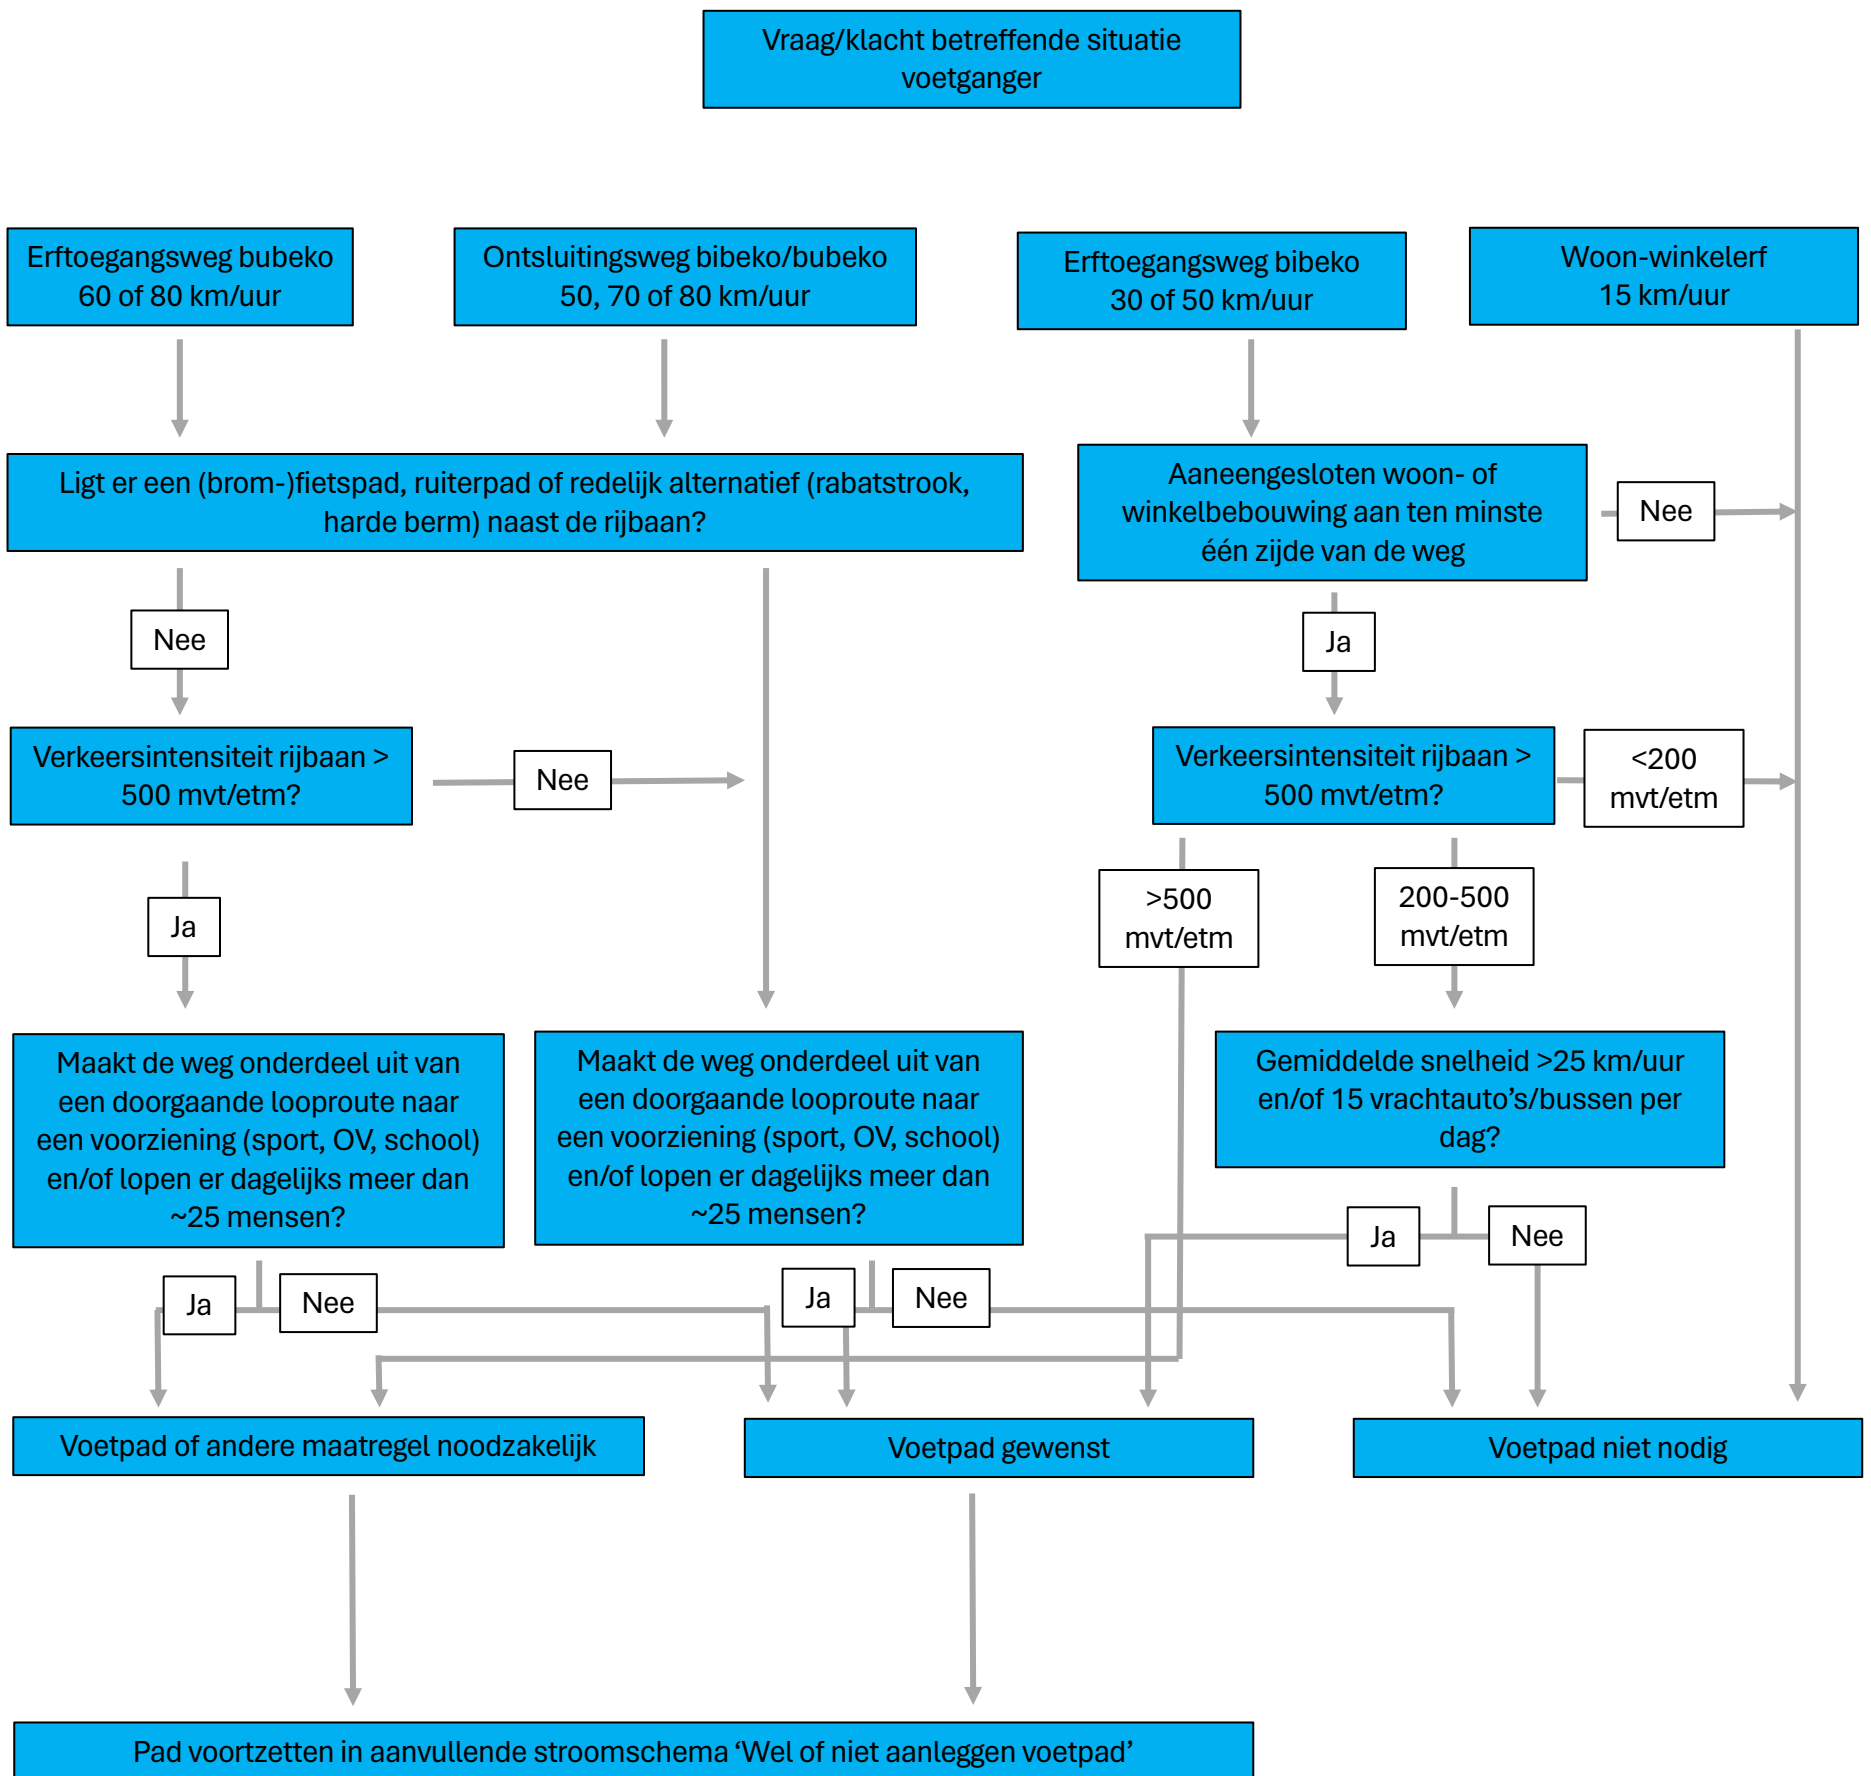 Vraag/klacht betreffende situatie
voetganger
Erftoegangsweg bubeko
60 of 80 km/uur
Ontsluitingsweg bibeko/bubeko
50, 70 of 80 km/uur
Erftoegangsweg bibeko
30 of 50 km/uur
Woon-winkelerf
15 km/uur
Ligt er een (brom-)fietspad, ruiterpad of redelijk alternatief (rabatstrook,
harde berm) naast de rijbaan?
Aaneengesloten woon- of
winkelbebouwing aan ten minste
één zijde van de weg
Nee
Nee
Ja
Verkeersintensiteit rijbaan >
500 mvt/etm?
Nee
Verkeersintensiteit rijbaan >
500 mvt/etm?
<200
mvt/etm
Ja
>500
mvt/etm
200-500
mvt/etm
Maakt de weg onderdeel uit van
een doorgaande looproute naar
een voorziening (sport, OV, school)
en/of lopen er dagelijks meer dan
~25 mensen?
Maakt de weg onderdeel uit van
een doorgaande looproute naar
een voorziening (sport, OV, school)
en/of lopen er dagelijks meer dan
~25 mensen?
Gemiddelde snelheid >25 km/uur
en/of 15 vrachtauto’s/bussen per
dag?
Ja
Nee
Ja
Nee
Ja
Nee
Voetpad of andere maatregel noodzakelijk
Voetpad gewenst
Voetpad niet nodig
Pad voortzetten in aanvullende stroomschema ‘Wel of niet aanleggen voetpad’